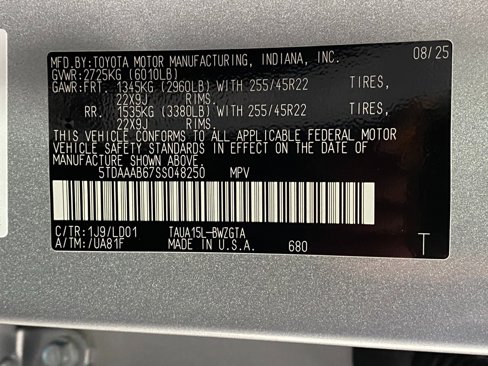 MFD.BY:TOYOTA MOTOR MANUFACTURING, INDIANA, INC. 08/25
GVWR:2725KG (6010LB)
GAWR:FRT. 1345KG (2960LB) WITH 255/45R22 TIRES,
22X9J RIMS.
RR. 1535KG (3380LB) WITH 255/45R22 TIRES,
22X9J RIMS.
THIS VEHICLE CONFORMS TO ALL APPLICABLE FEDERAL MOTOR
VEHICLE SAFETY STANDARDS IN EFFECT ON THE DATE OF
MANUFACTURE SHOWN ABOVE.
5TDAAAB67SS048250 MPV
C/TR:1J9/LD01 TAUA15L-BWZGTA
A/TM:/UA81F MADE IN U.S.A. 680 T